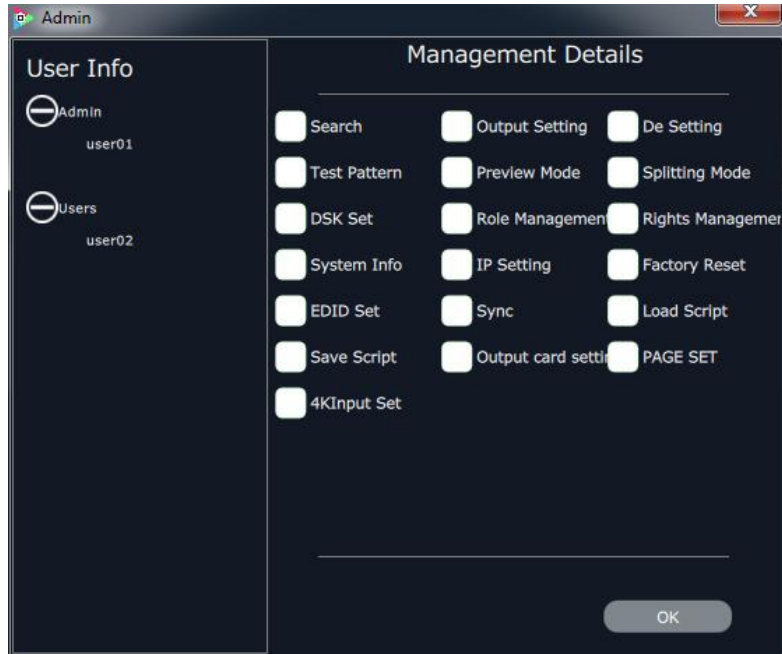 Admin
User Info
Admin
user01
Users
user02
Management Details
Search Output Setting De Setting
Test Pattern Preview Mode Splitting Mode
DSK Set Role Management Rights Managemen
System Info IP Setting Factory Reset
EDID Set Sync Load Script
Save Script Output card settin PAGE SET
4KInput Set
OK